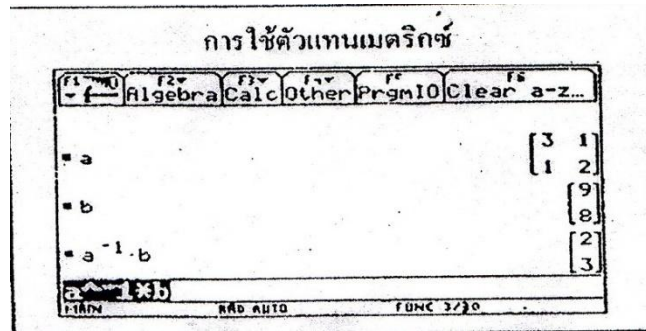 การใช้ตัวแทนเมตริกซ์
F1 F2 Algebra F3 Calc F4 Other F5 PrgmIO F6 Clear a-z...
▪ a [3 1]
[1 2]
▪ b [9]
[8]
▪ a⁻¹·b [2]
[3]
a^-1*b
MAIN RAD AUTO FUNC 3/30